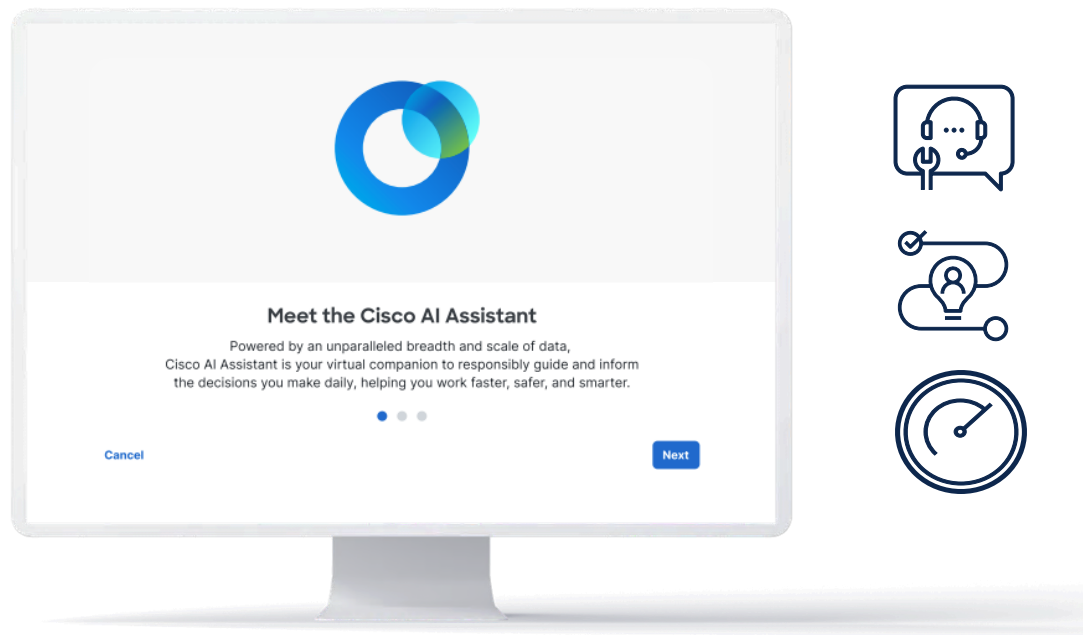 Meet the Cisco AI Assistant
Powered by an unparalleled breadth and scale of data,
Cisco AI Assistant is your virtual companion to responsibly guide and inform
the decisions you make daily, helping you work faster, safer, and smarter.
Cancel
Next